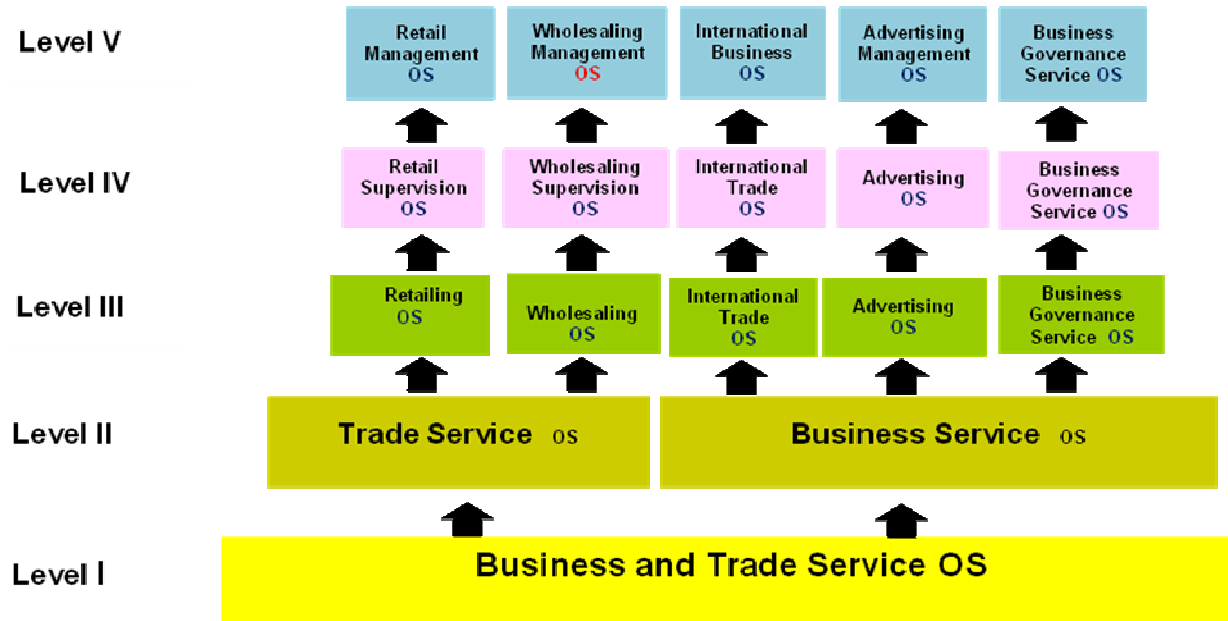 Level V
Retail
Management
OS
Wholesaling
Management
OS
International
Business
OS
Advertising
Management
OS
Business
Governance
Service OS
Level IV
Retail
Supervision
OS
Wholesaling
Supervision
OS
International
Trade
OS
Advertising
OS
Business
Governance
Service OS
Level III
Retailing
OS
Wholesaling
OS
International
Trade
OS
Advertising
OS
Business
Governance
Service OS
Level II
Trade Service OS
Business Service OS
Level I
Business and Trade Service OS